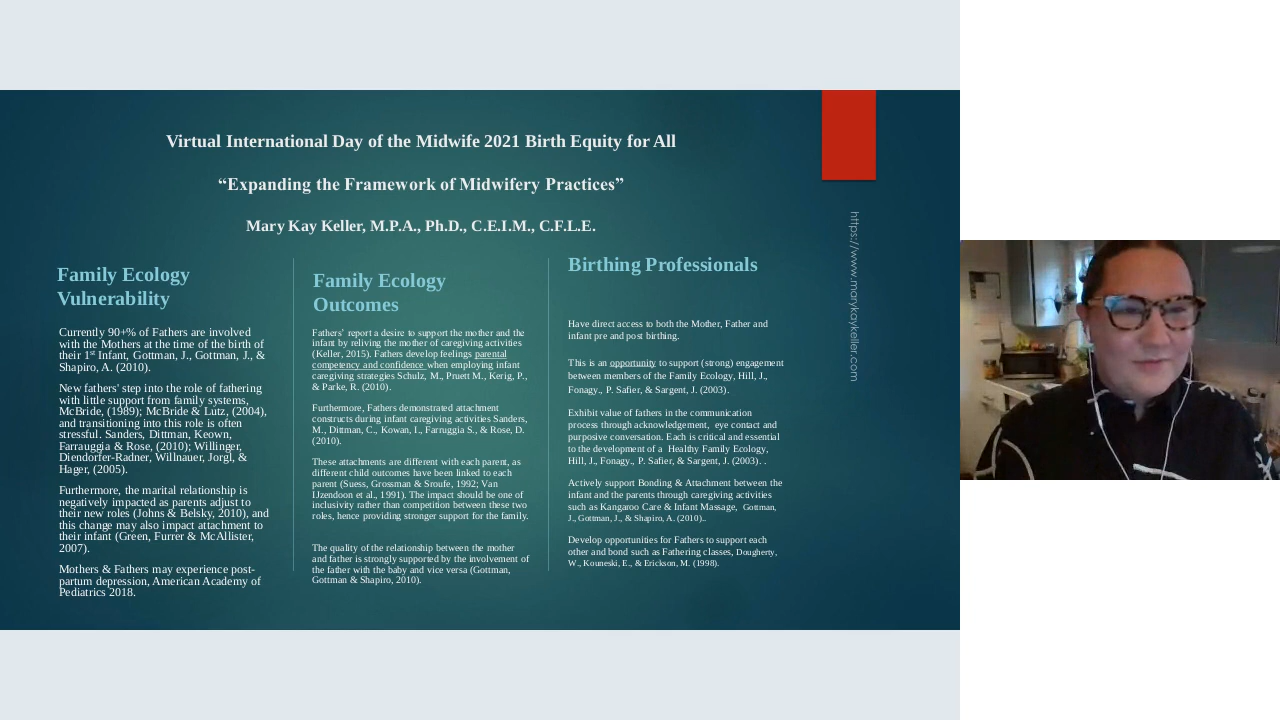 Virtual International Day of the Midwife 2021 Birth Equity for All
“Expanding the Framework of Midwifery Practices”
Mary Kay Keller, M.P.A., Ph.D., C.E.I.M., C.F.L.E.
Family Ecology
Vulnerability
Currently 90+% of Fathers are involved
with the Mothers at the time of the birth of
their 1st Infant, Gottman, J., Gottman, J., &
Shapiro, A. (2010).
New fathers' step into the role of fathering
with little support from family systems,
McBride, (1989); McBride & Lutz, (2004),
and transitioning into this role is often
stressful. Sanders, Dittman, Keown,
Farrauggia & Rose, (2010); Willinger,
Diendorfer-Radner, Willnauer, Jorgl, &
Hager, (2005).
Furthermore, the marital relationship is
negatively impacted as parents adjust to
their new roles (Johns & Belsky, 2010), and
this change may also impact attachment to
their infant (Green, Furrer & McAllister,
2007).
Mothers & Fathers may experience post-
partum depression, American Academy of
Pediatrics 2018.
Family Ecology
Outcomes
Fathers’ report a desire to support the mother and the
infant by reliving the mother of caregiving activities
(Keller, 2015). Fathers develop feelings parental
competency and confidence when employing infant
caregiving strategies Schulz, M., Pruett M., Kerig, P.,
& Parke, R. (2010).
Furthermore, Fathers demonstrated attachment
constructs during infant caregiving activities Sanders,
M., Dittman, C., Kowan, I., Farruggia S., & Rose, D.
(2010).
These attachments are different with each parent, as
different child outcomes have been linked to each
parent (Suess, Grossman & Sroufe, 1992; Van
IJzendoon et al., 1991). The impact should be one of
inclusivity rather than competition between these two
roles, hence providing stronger support for the family.
The quality of the relationship between the mother
and father is strongly supported by the involvement of
the father with the baby and vice versa (Gottman,
Gottman & Shapiro, 2010).
Birthing Professionals
Have direct access to both the Mother, Father and
infant pre and post birthing.
This is an opportunity to support (strong) engagement
between members of the Family Ecology, Hill, J.,
Fonagy., P. Safier, & Sargent, J. (2003).
Exhibit value of fathers in the communication
process through acknowledgement, eye contact and
purposive conversation. Each is critical and essential
to the development of a Healthy Family Ecology,
Hill, J., Fonagy., P. Safier, & Sargent, J. (2003). .
Actively support Bonding & Attachment between the
infant and the parents through caregiving activities
such as Kangaroo Care & Infant Massage, Gottman,
J., Gottman, J., & Shapiro, A. (2010)..
Develop opportunities for Fathers to support each
other and bond such as Fathering classes, Dougherty,
W., Kouneski, E., & Erickson, M. (1998).
https://www.marykaykeller.com